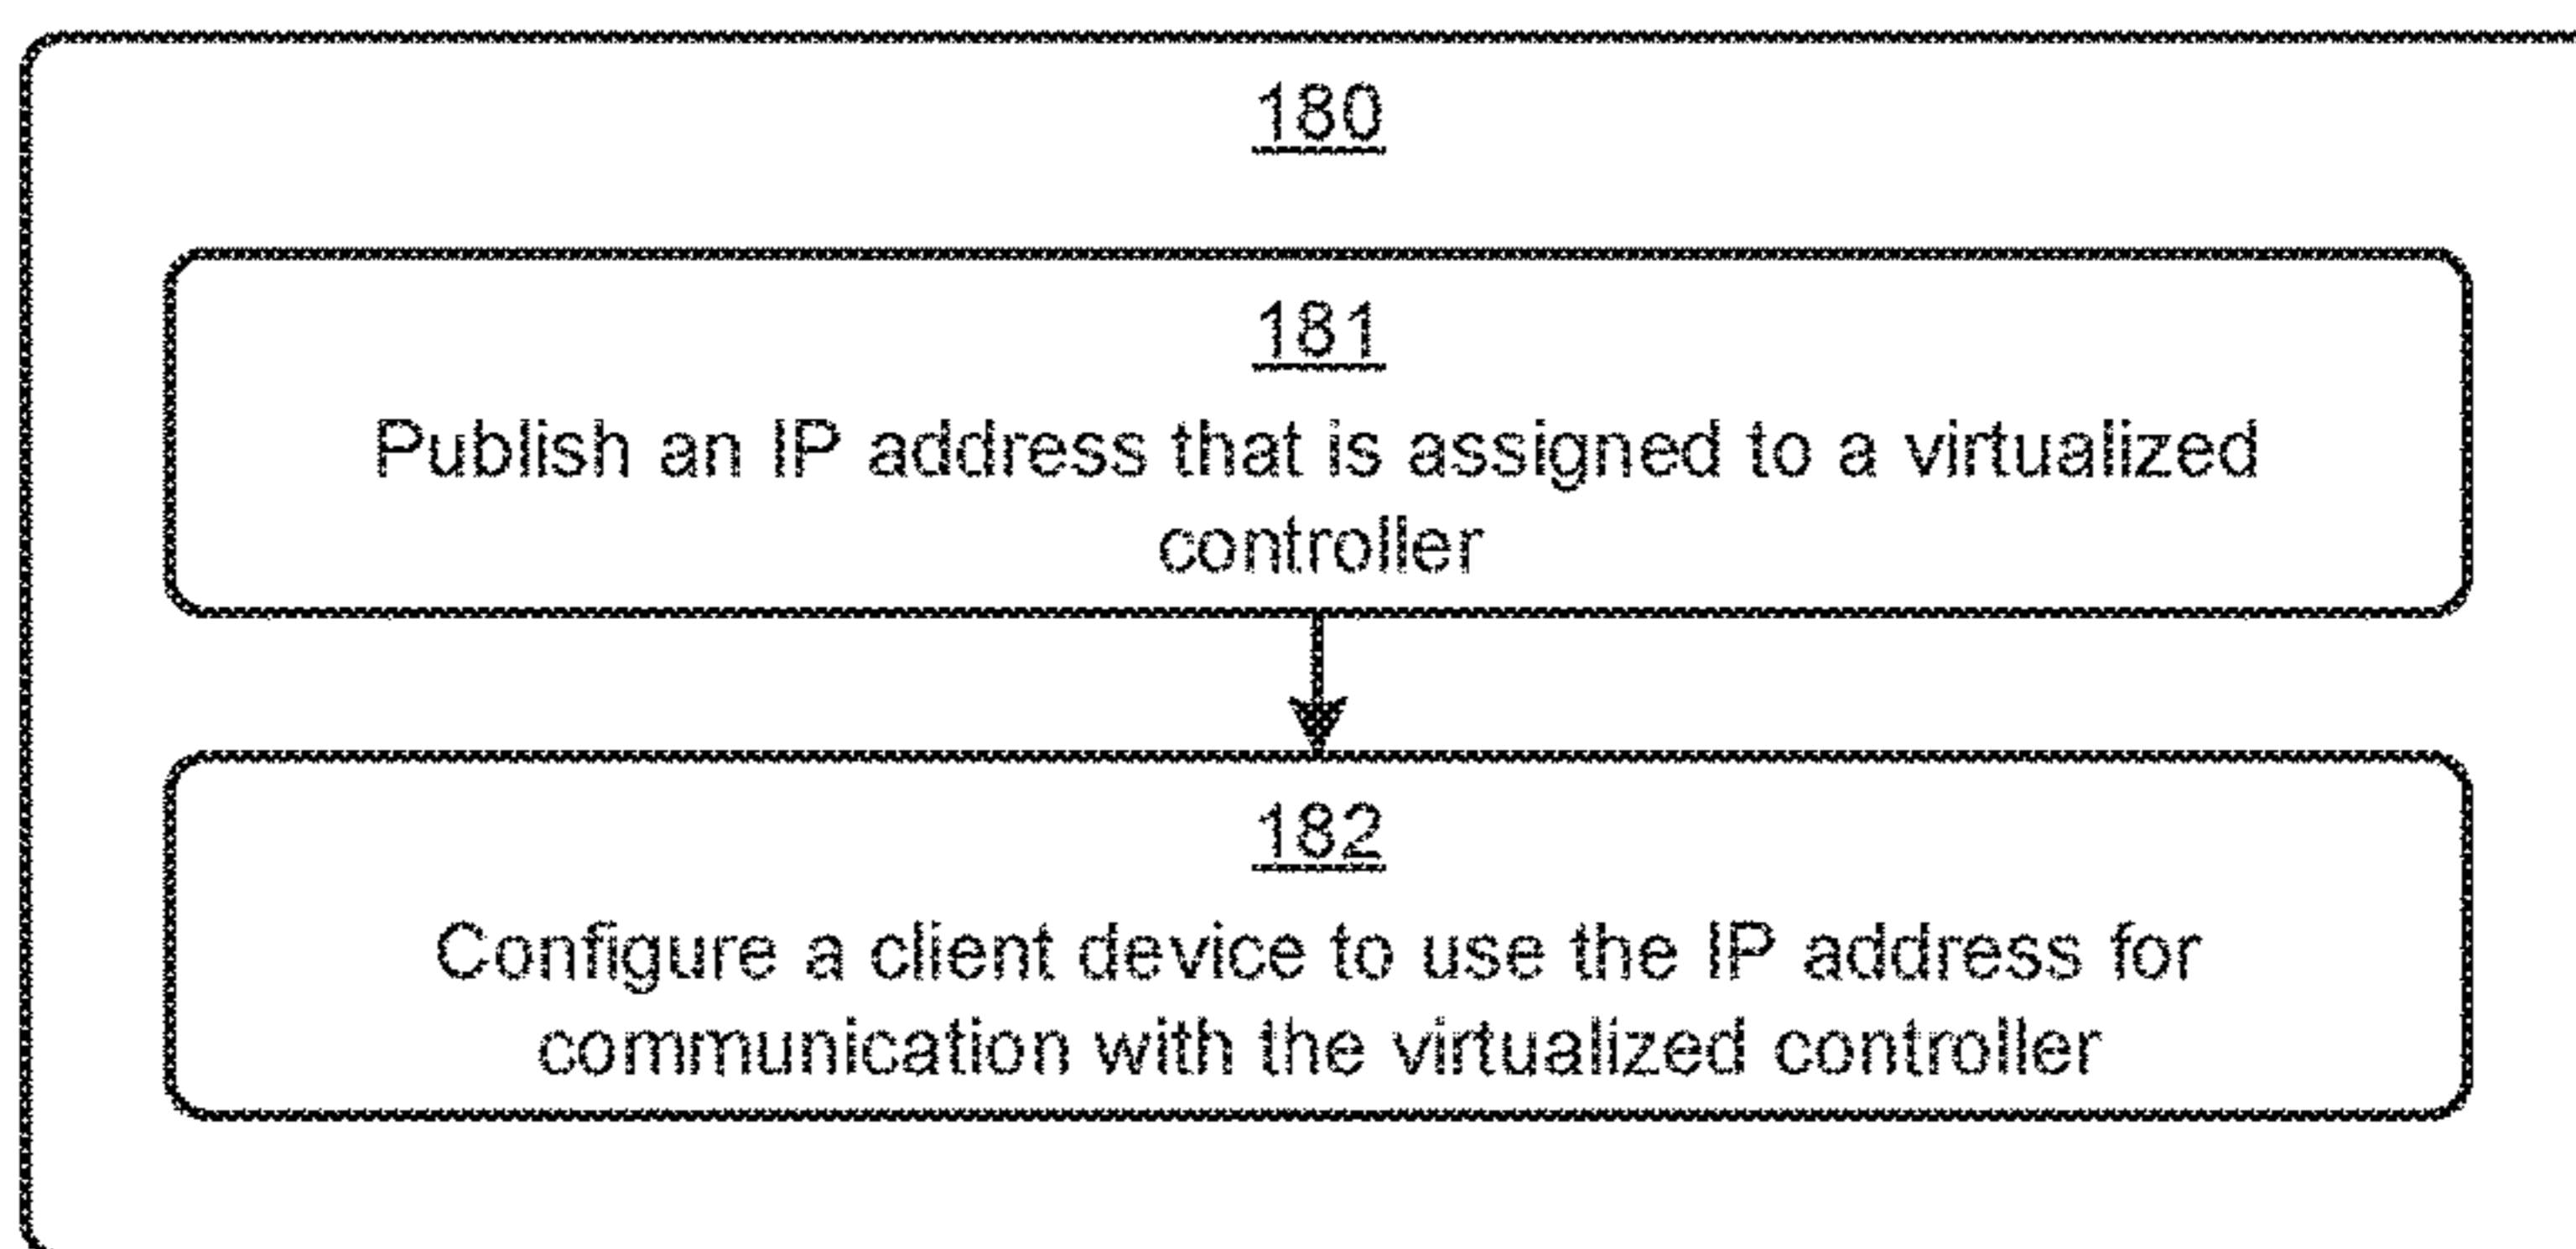 180
181
Publish an IP address that is assigned to a virtualized
controller
182
Configure a client device to use the IP address for
communication with the virtualized controller